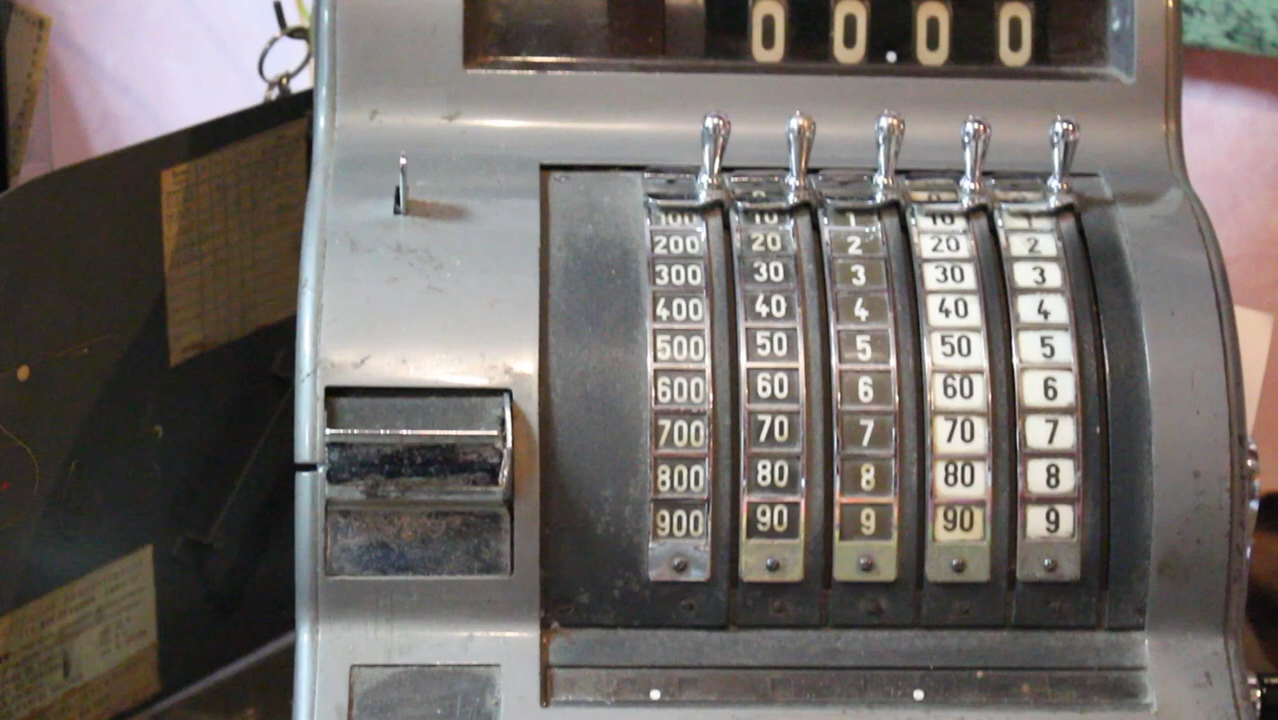 0 0 0 0
100 10 1 10 1
200 20 2 20 2
300 30 3 30 3
400 40 4 40 4
500 50 5 50 5
600 60 6 60 6
700 70 7 70 7
800 80 8 80 8
900 90 9 90 9